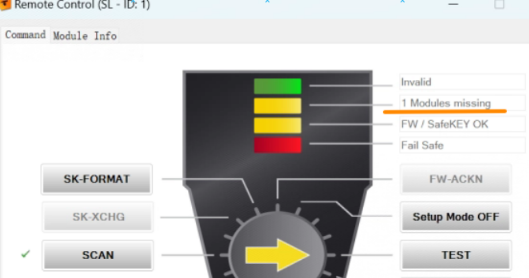 Remote Control (SL - ID: 1)
Command Module Info
Invalid
1 Modules missing
FW / SafeKEY OK
Fail Safe
SK-FORMAT
FW-ACKN
SK-XCHG
Setup Mode OFF
SCAN
TEST